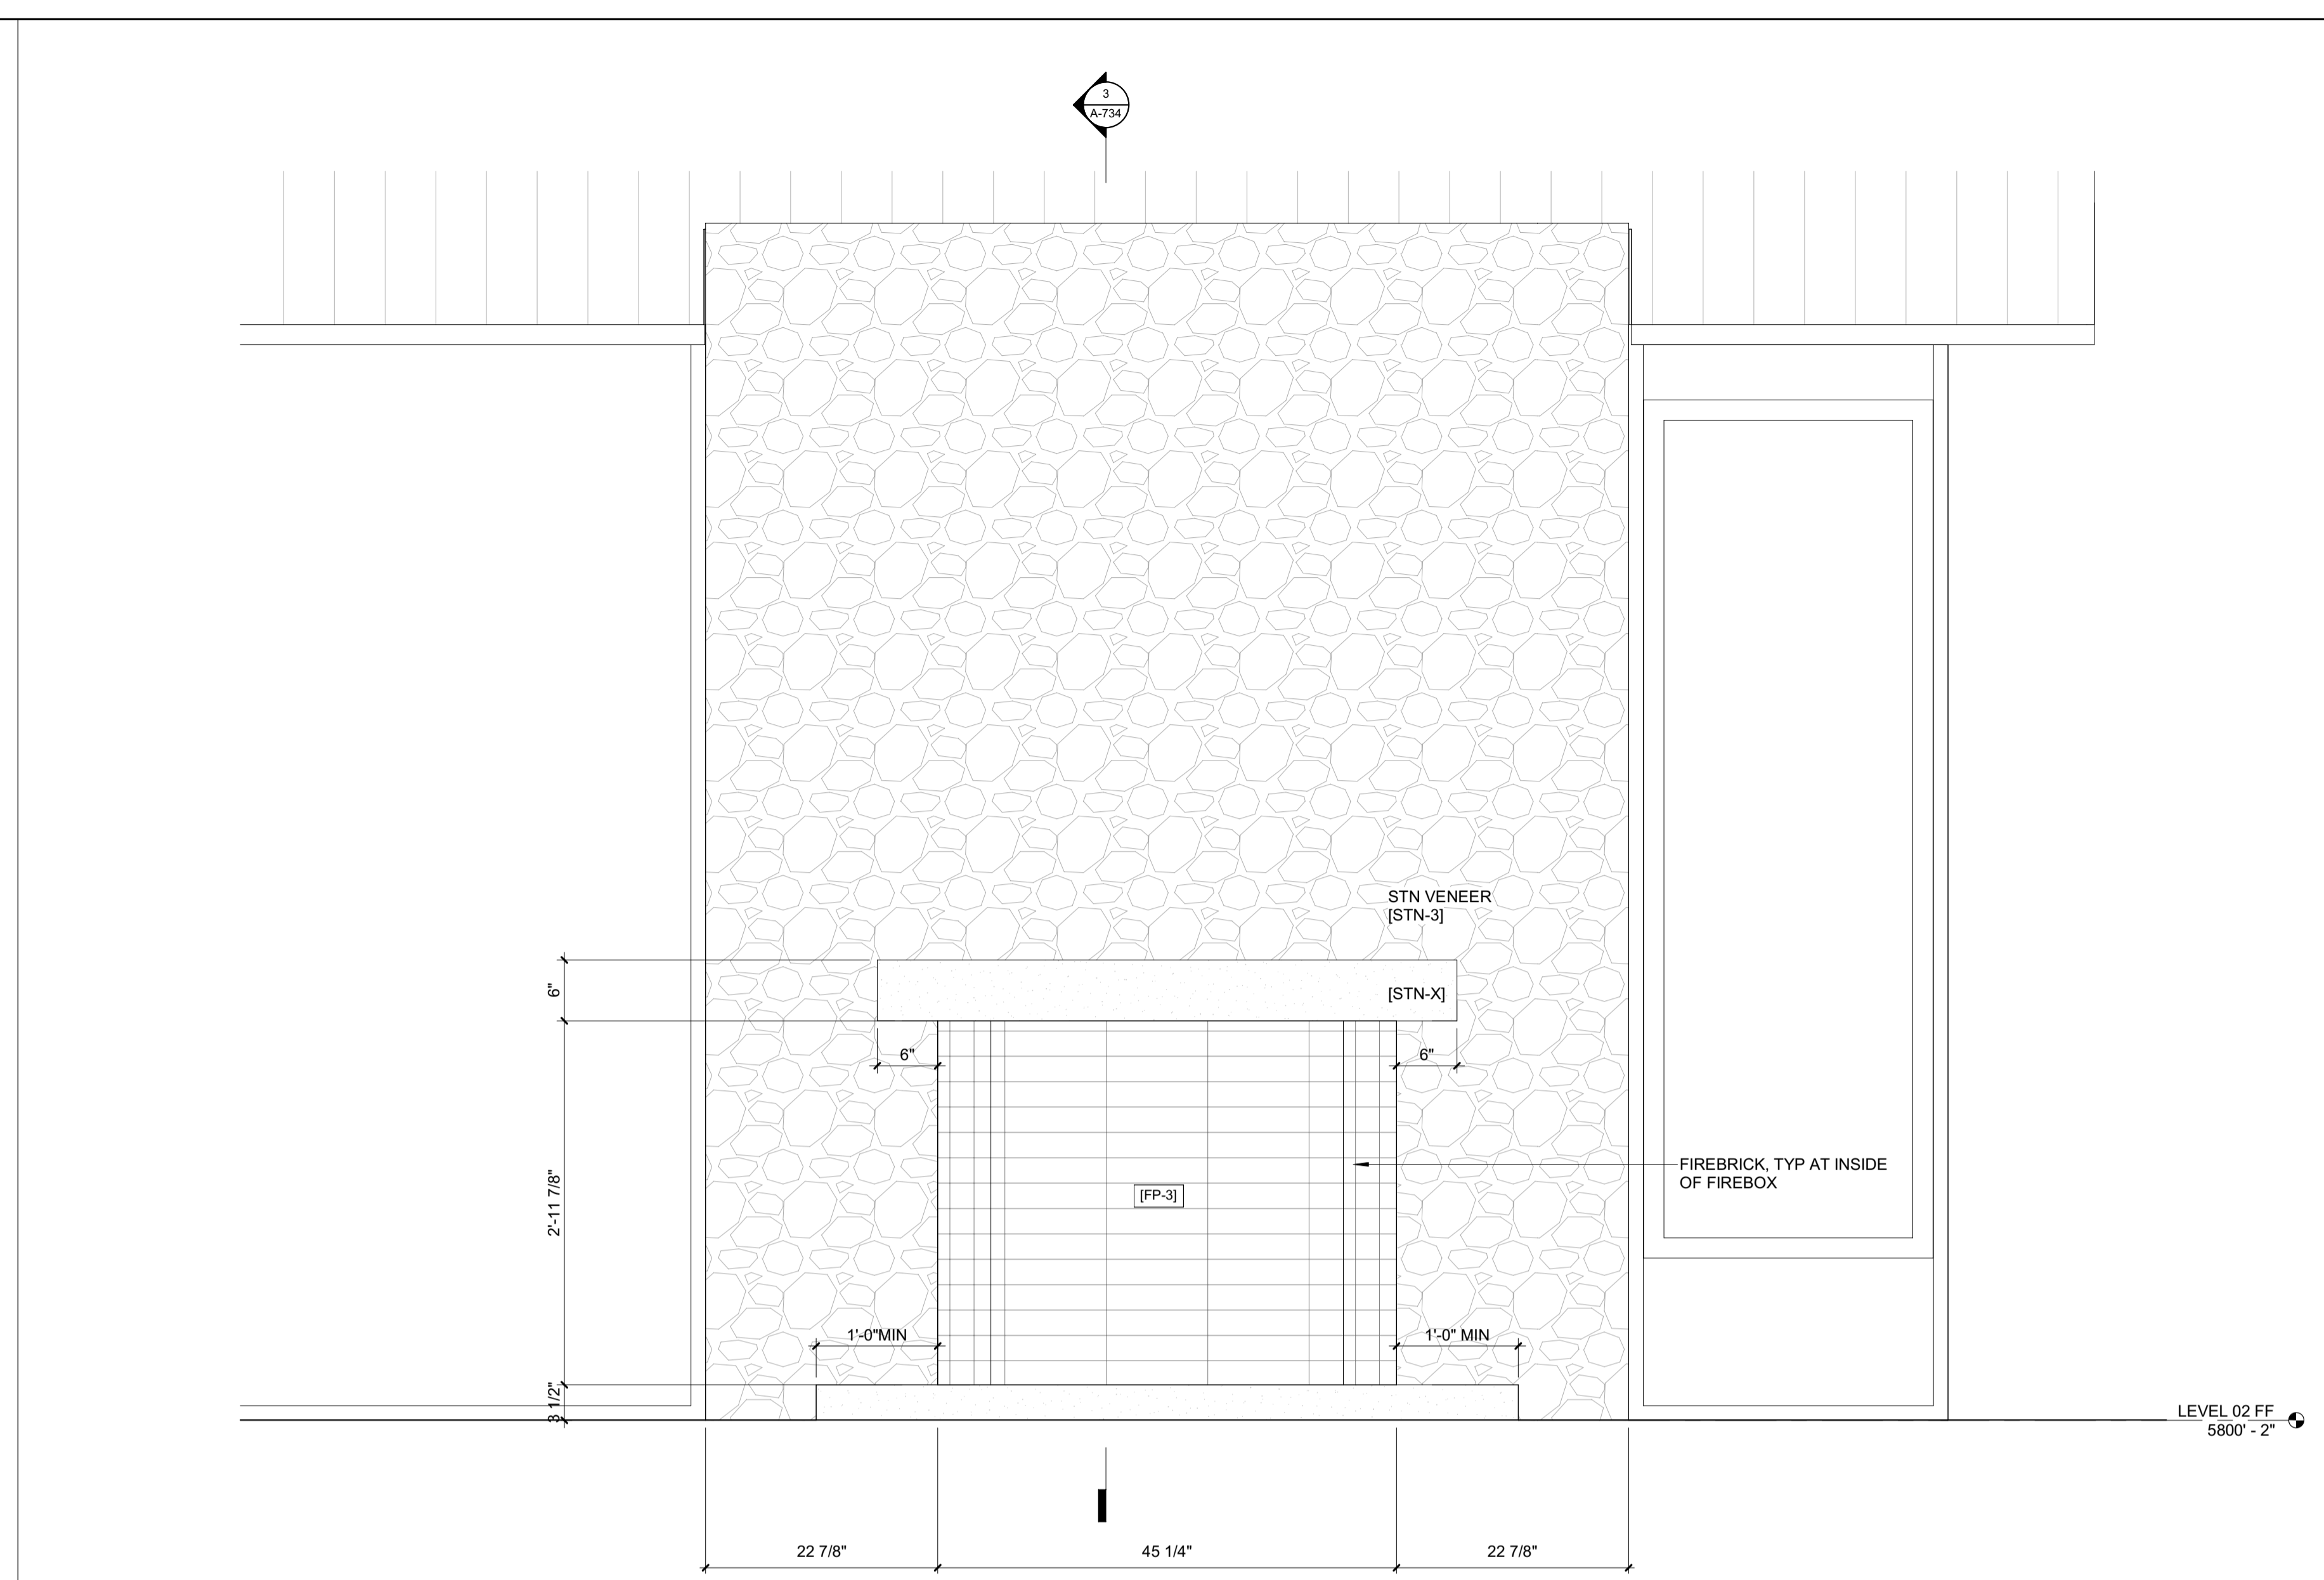 3
A-734
STN VENEER
[STN-3]
[STN-X]
6"
6"
6"
2'-11 7/8"
FIREBRICK, TYP AT INSIDE
OF FIREBOX
[FP-3]
1'-0"MIN
1'-0" MIN
3 1/2"
LEVEL 02 FF
5800' - 2"
22 7/8"
45 1/4"
22 7/8"